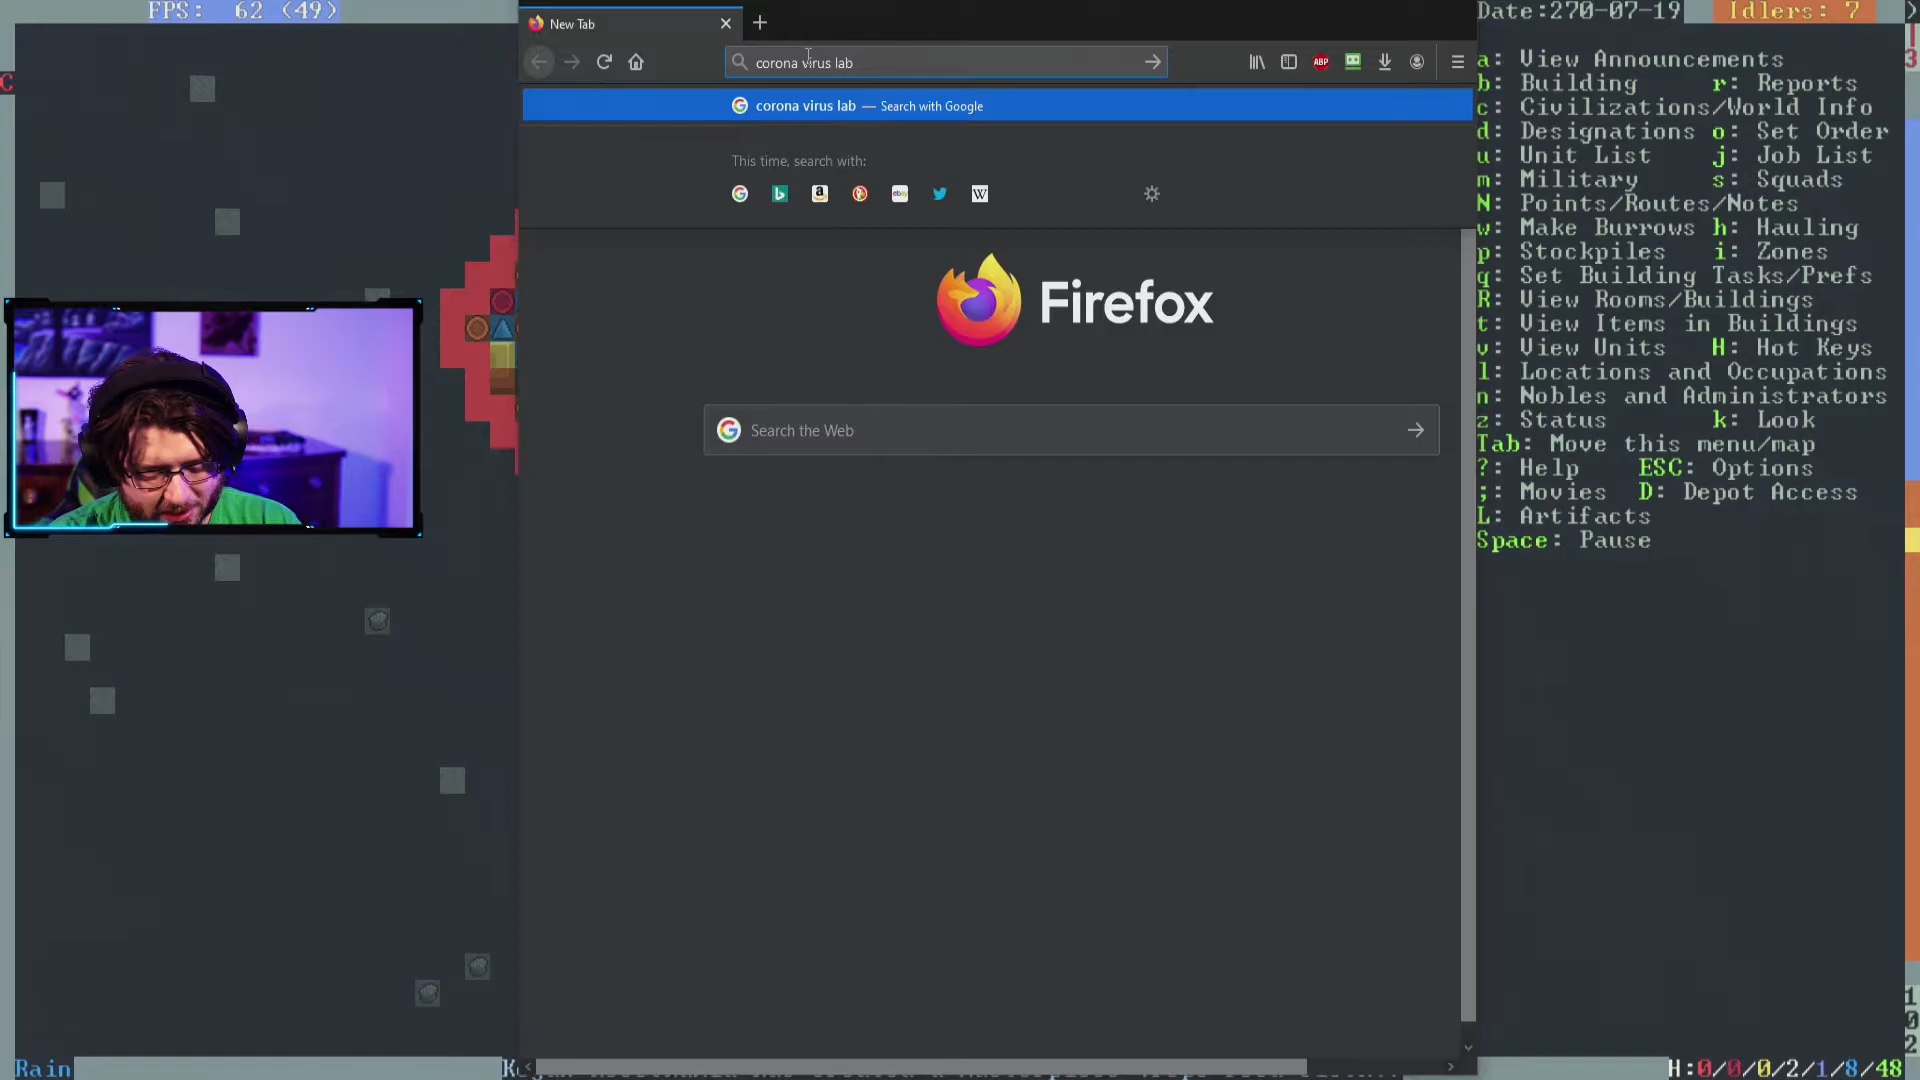 FPS: 62 (49)
New Tab
Date:270-07-19
Idlers: 7
corona virus lab
ABP
corona virus lab — Search with Google
This time, search with:
ebay
W
Firefox
Search the Web
a: View Announcements
b: Building r: Reports
c: Civilizations/World Info
d: Designations o: Set Order
u: Unit List j: Job List
m: Military s: Squads
N: Points/Routes/Notes
w: Make Burrows h: Hauling
p: Stockpiles i: Zones
q: Set Building Tasks/Prefs
R: View Rooms/Buildings
t: View Items in Buildings
v: View Units H: Hot Keys
l: Locations and Occupations
n: Nobles and Administrators
z: Status k: Look
Tab: Move this menu/map
?: Help ESC: Options
;: Movies D: Depot Access
L: Artifacts
Space: Pause
Rain
H:0/0/0/2/1/8/48